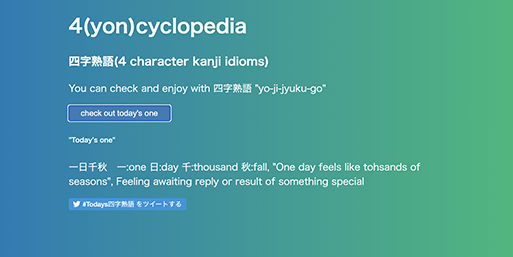 4(yon)cyclopedia
四字熟語(4 character kanji idioms)
You can check and enjoy with 四字熟語 "yo-ji-jyuku-go"
check out today's one
"Today's one"
一日千秋　一:one 日:day 千:thousand 秋:fall, "One day feels like tohsands of
seasons", Feeling awaiting reply or result of something special
#Todays四字熟語 をツイートする